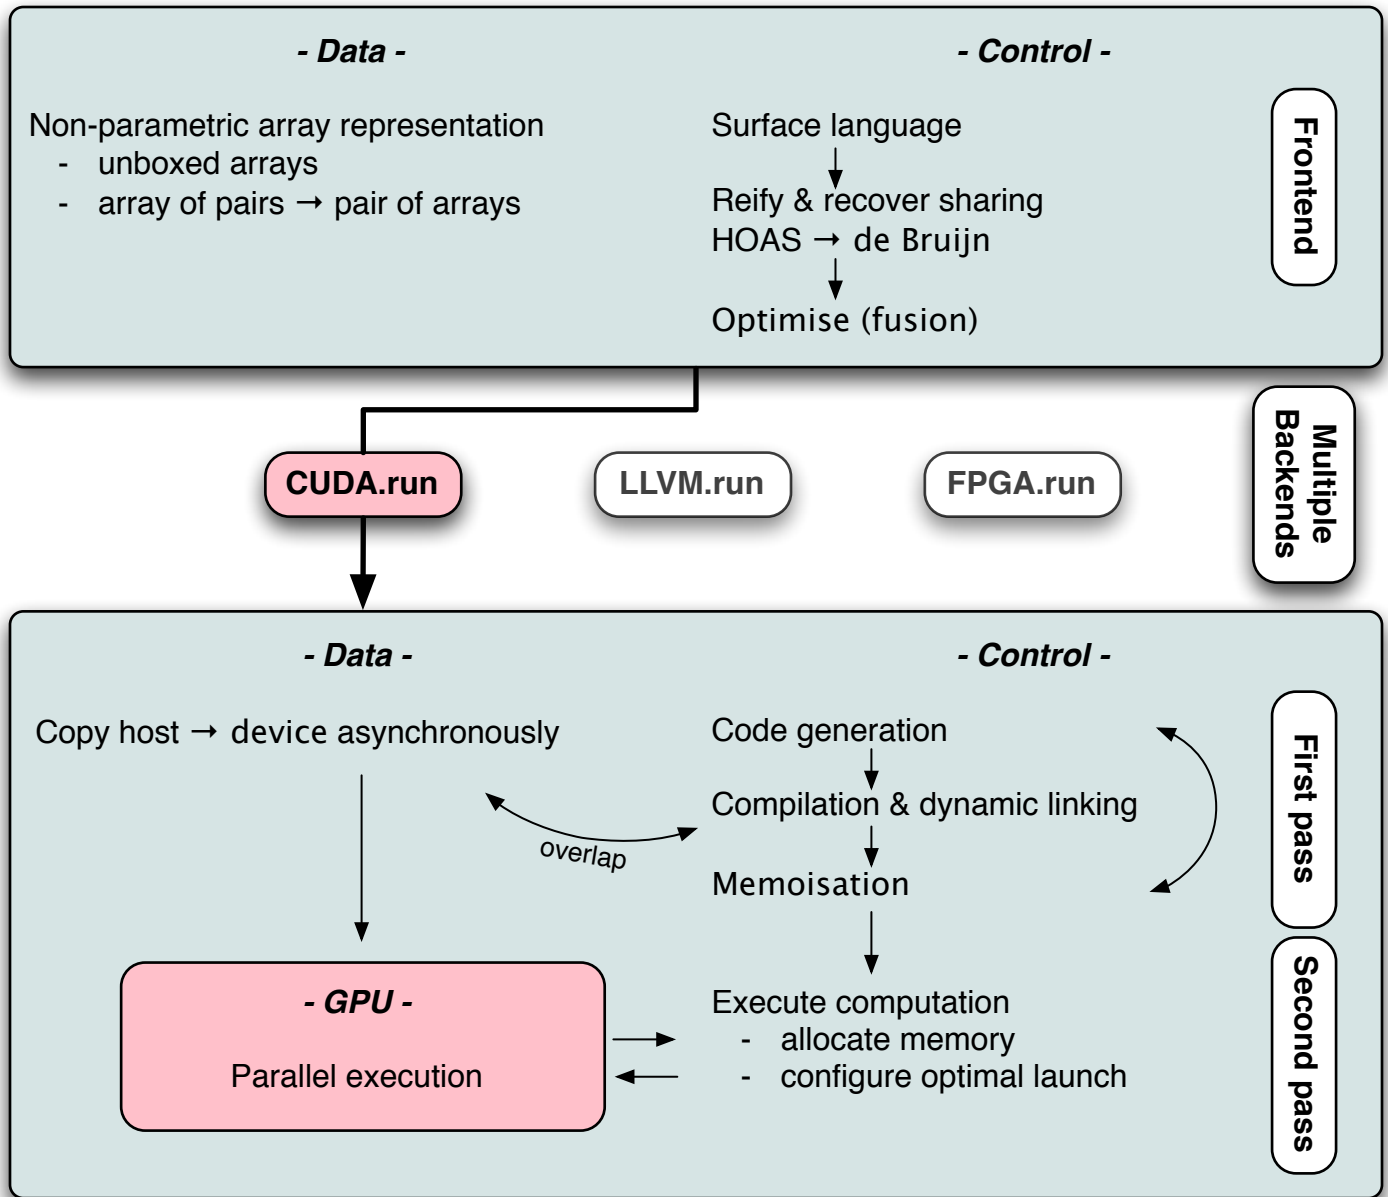 - Data -
Non-parametric array representation
- unboxed arrays
- array of pairs → pair of arrays
- Control -
Surface language
Reify & recover sharing
HOAS → de Bruijn
Optimise (fusion)
Frontend
CUDA.run
LLVM.run
FPGA.run
Multiple
Backends
- Data -
Copy host → device asynchronously
overlap
- Control -
Code generation
Compilation & dynamic linking
Memoisation
First pass
- GPU -
Parallel execution
Execute computation
- allocate memory
- configure optimal launch
Second pass